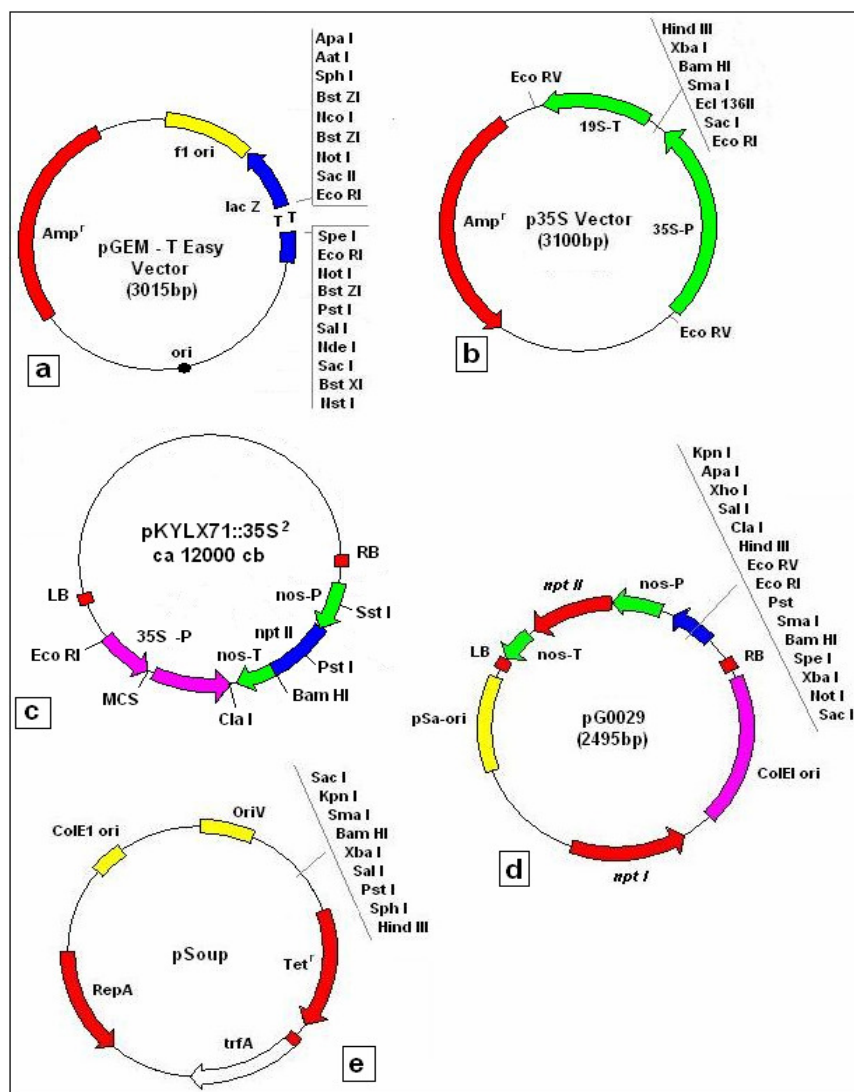 Apa I
Aat I
Sph I
Bst ZI
Nco I
Bst ZI
Not I
Sac II
Eco RI
f1 ori
lac Z
T T
Amp r
pGEM - T Easy
Vector
(3015bp)
Spe I
Eco RI
Not I
Bst ZI
Pst I
Sal I
Nde I
Sac I
Bst XI
Nst I
ori
a
Hind III
Xba I
Bam HI
Sma I
Ecl 136II
Sac I
Eco RI
Eco RV
19S-T
Amp r
p35S Vector
(3100bp)
35S-P
Eco RV
b
pKYLX71::35S 2
ca 12000 cb
LB
RB
nos-P
Sst I
35S -P
npt II
Eco RI
nos-T
Pst I
MCS
Bam HI
Cla I
c
Kpn I
Apa I
Xho I
Sal I
Cla I
Hind III
Eco RV
Eco RI
Pst
Sma I
Bam HI
Spe I
Xba I
Not I
Sac I
npt II
nos-P
LB
nos-T
RB
pSa-ori
pG0029
(2495bp)
ColEI ori
npt I
d
Sac I
Kpn I
Sma I
Bam HI
Xba I
Sal I
Pst I
Sph I
Hind III
ColE1 ori
OriV
pSoup
Tet r
RepA
trfA
e